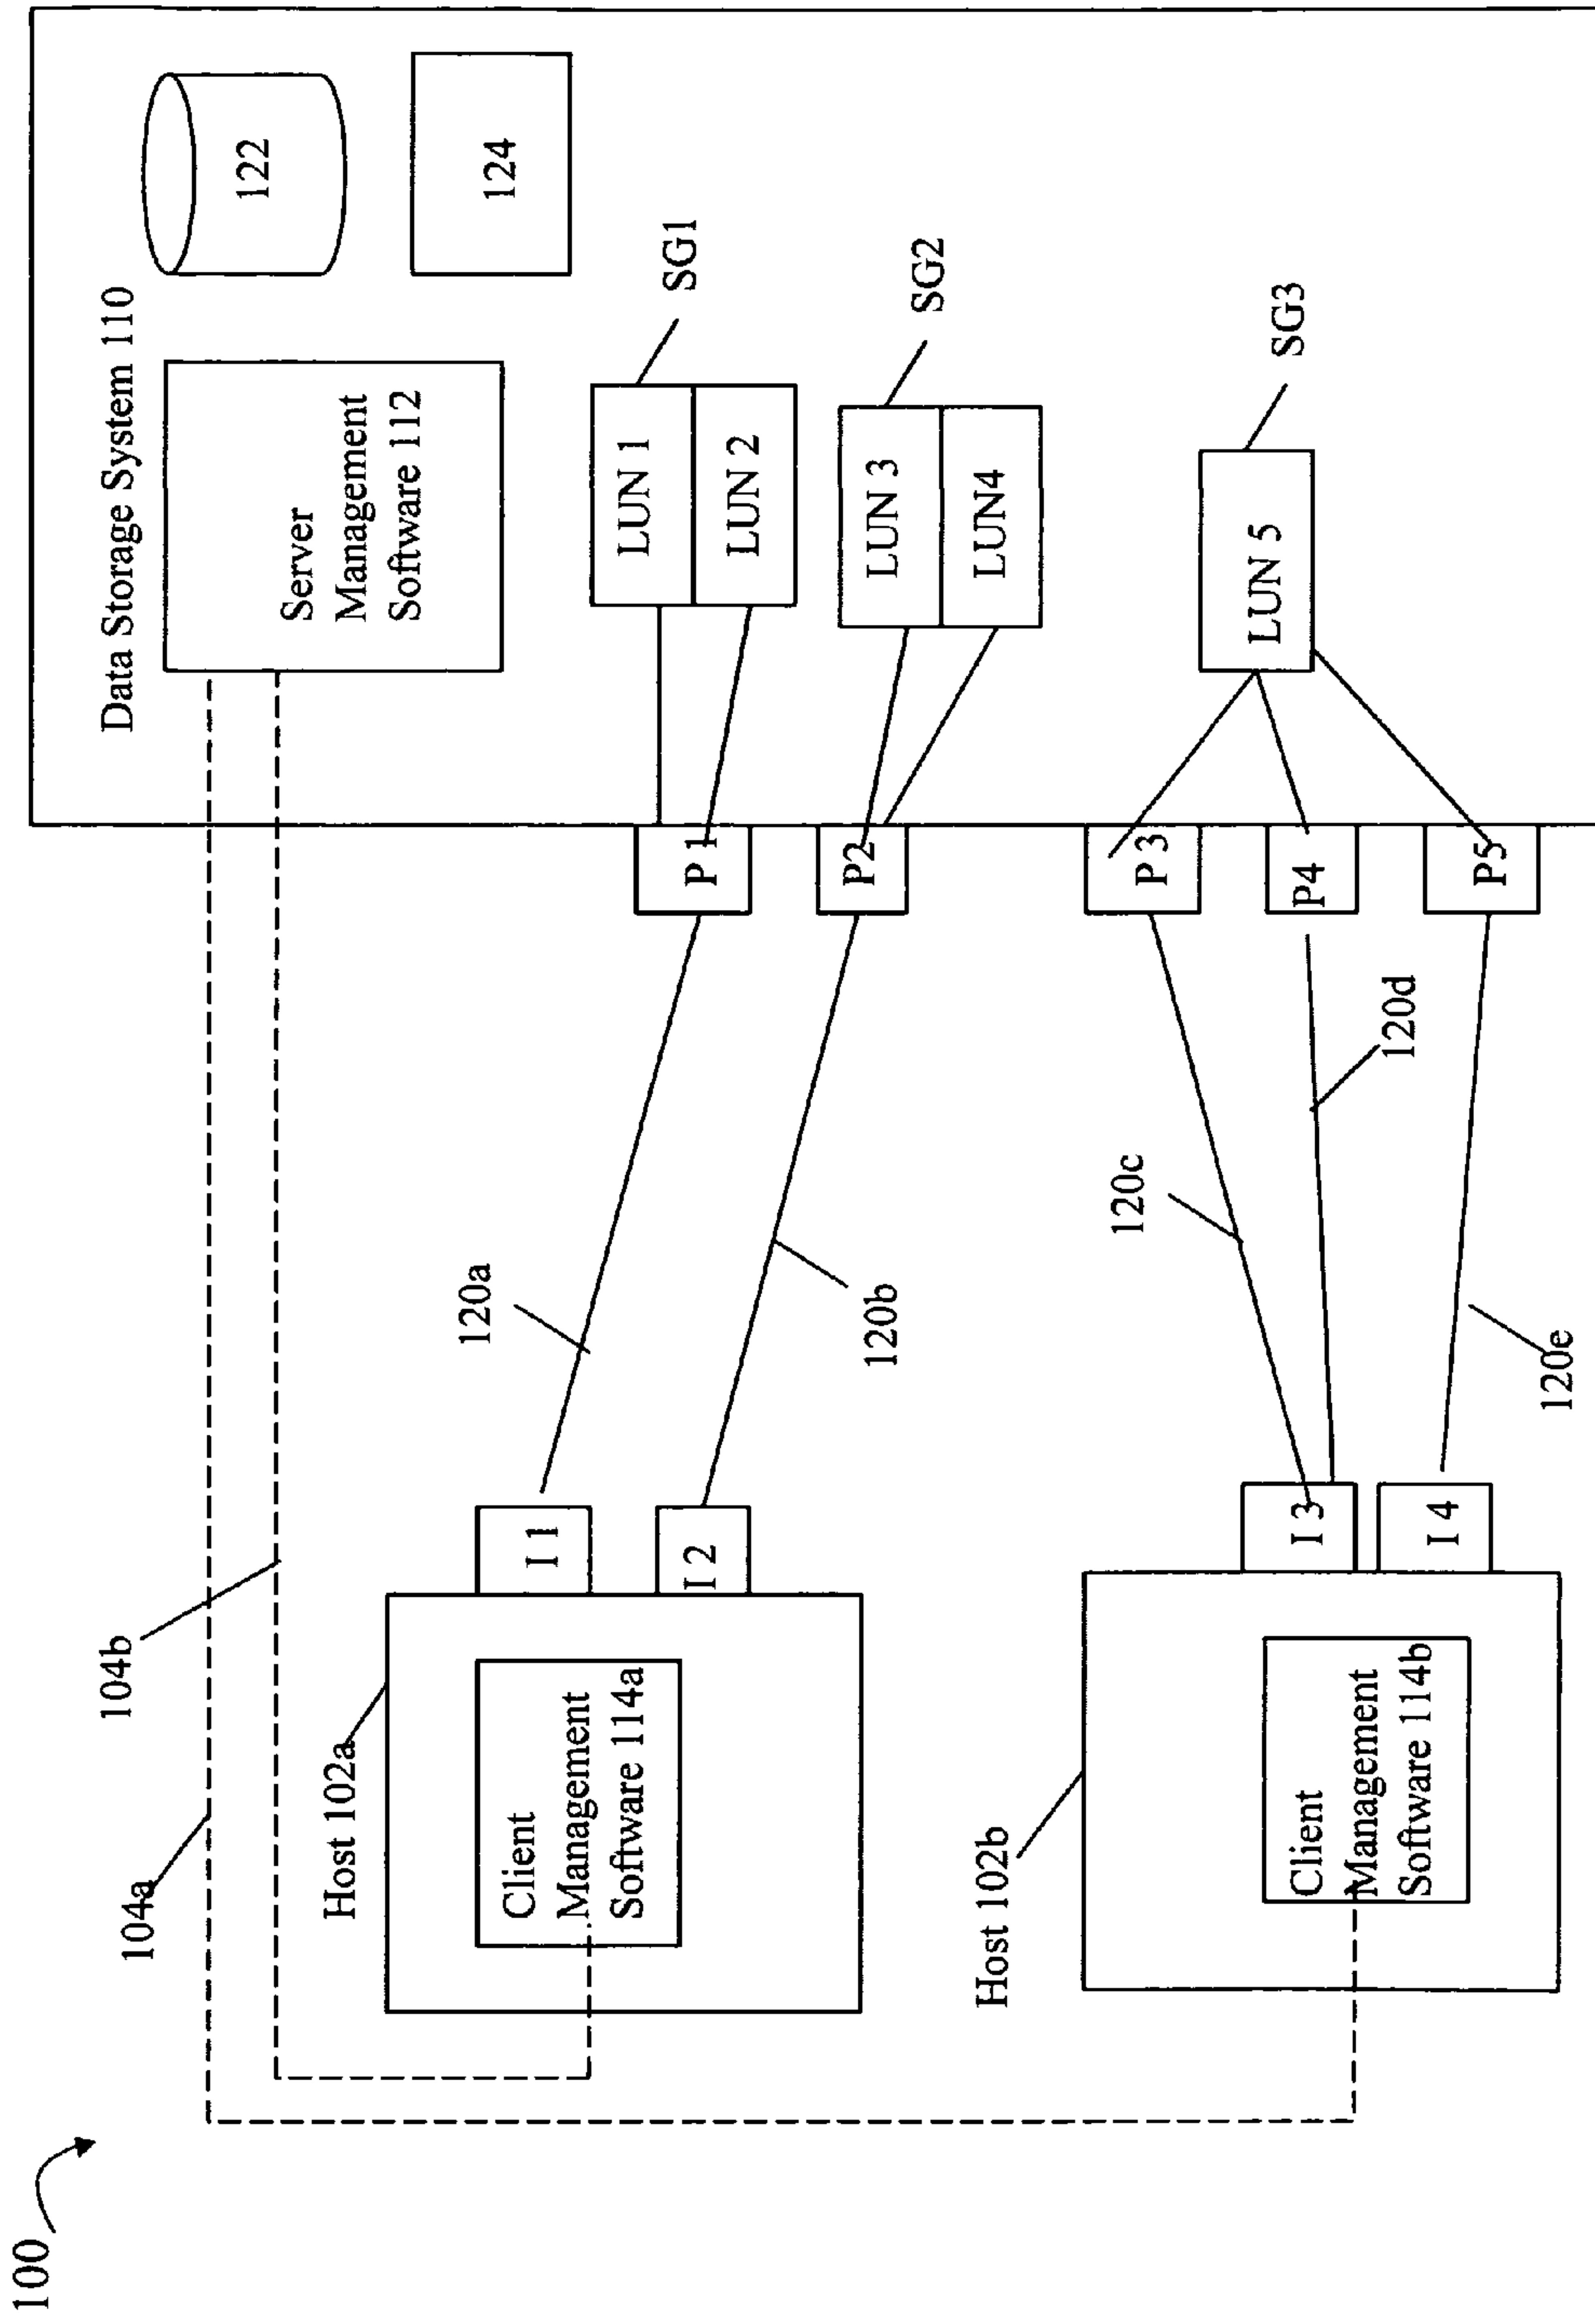 100
104a
104b
Data Storage System 110
Server
Management
Software 112
122
124
Host 102a
Client
Management
Software 114a
I 1
I 2
120a
120b
P 1
P2
LUN 1
LUN 2
SG1
LUN 3
LUN4
SG2
Host 102b
Client
Management
Software 114b
I 3
I 4
120c
120d
120e
P 3
P4
P5
LUN 5
SG3